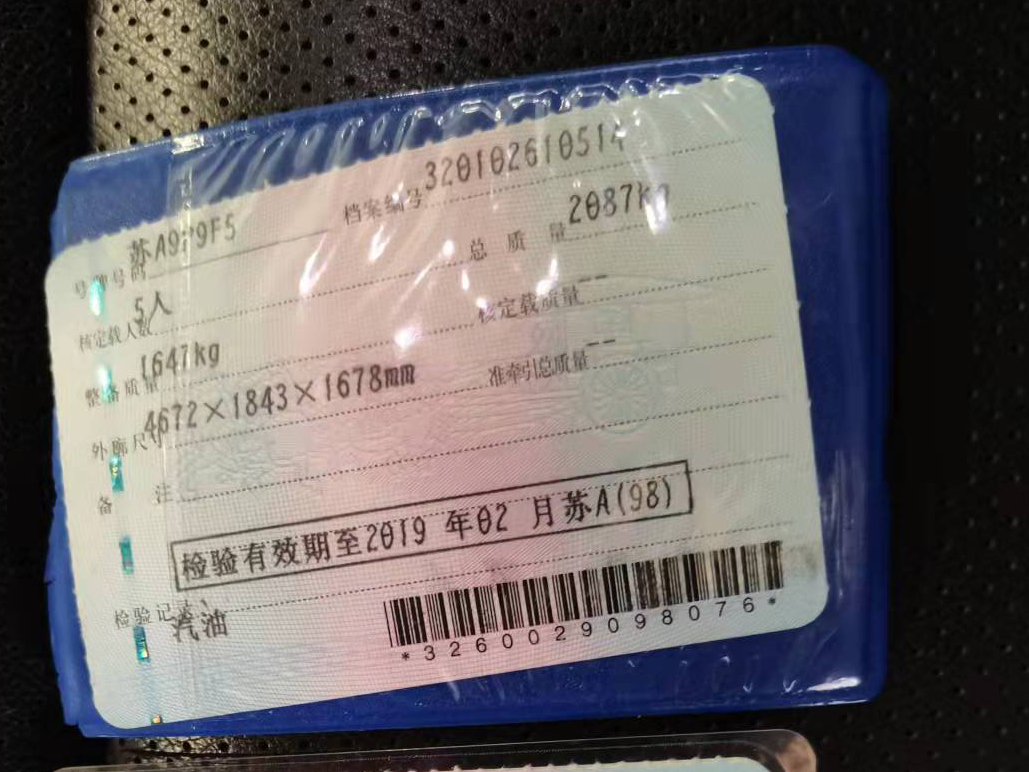 档案编号 320102610514
号牌号码
总质量 2087kg
核定载人数 5人
核定载质量 --
整备质量 1647kg
准牵引总质量 --
外廓尺寸 4672×1843×1678mm
备注
检验有效期至2019年02月苏A(98)
检验记录
汽油
*3260029098076*